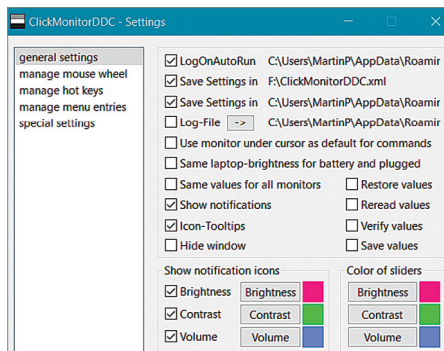 ClickMonitorDDC - Settings
general settings
manage mouse wheel
manage hot keys
manage menu entries
special settings
LogOnAutoRun C:\Users\MartinP\AppData\Roamir
Save Settings in F:\ClickMonitorDDC.xml
Save Settings in C:\Users\MartinP\AppData\Roamir
Log-File -> C:\Users\MartinP\AppData\Roamir
Use monitor under cursor as default for commands
Same laptop-brightness for battery and plugged
Same values for all monitors Restore values
Show notifications Reread values
Icon-Tooltips Verify values
Hide window Save values
Show notification icons Color of sliders
Brightness Brightness Brightness
Contrast Contrast Contrast
Volume Volume Volume